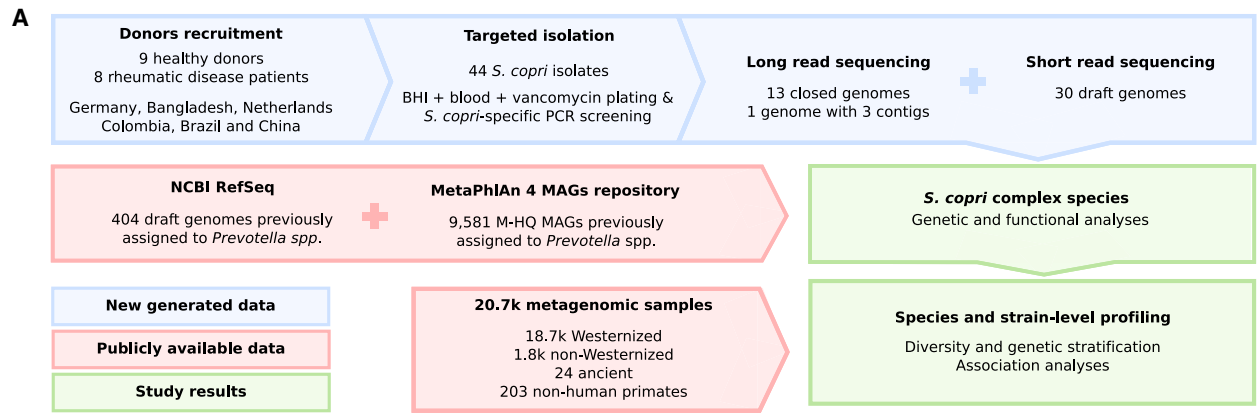 A
Donors recruitment
9 healthy donors
8 rheumatic disease patients
Germany, Bangladesh, Netherlands
Colombia, Brazil and China
Targeted isolation
44 S. copri isolates
BHI + blood + vancomycin plating &
S. copri-specific PCR screening
Long read sequencing
13 closed genomes
1 genome with 3 contigs
Short read sequencing
30 draft genomes
NCBI RefSeq
404 draft genomes previously
assigned to Prevotella spp.
MetaPhlAn 4 MAGs repository
9,581 M-HQ MAGs previously
assigned to Prevotella spp.
S. copri complex species
Genetic and functional analyses
New generated data
Publicly available data
Study results
20.7k metagenomic samples
18.7k Westernized
1.8k non-Westernized
24 ancient
203 non-human primates
Species and strain-level profiling
Diversity and genetic stratification
Association analyses